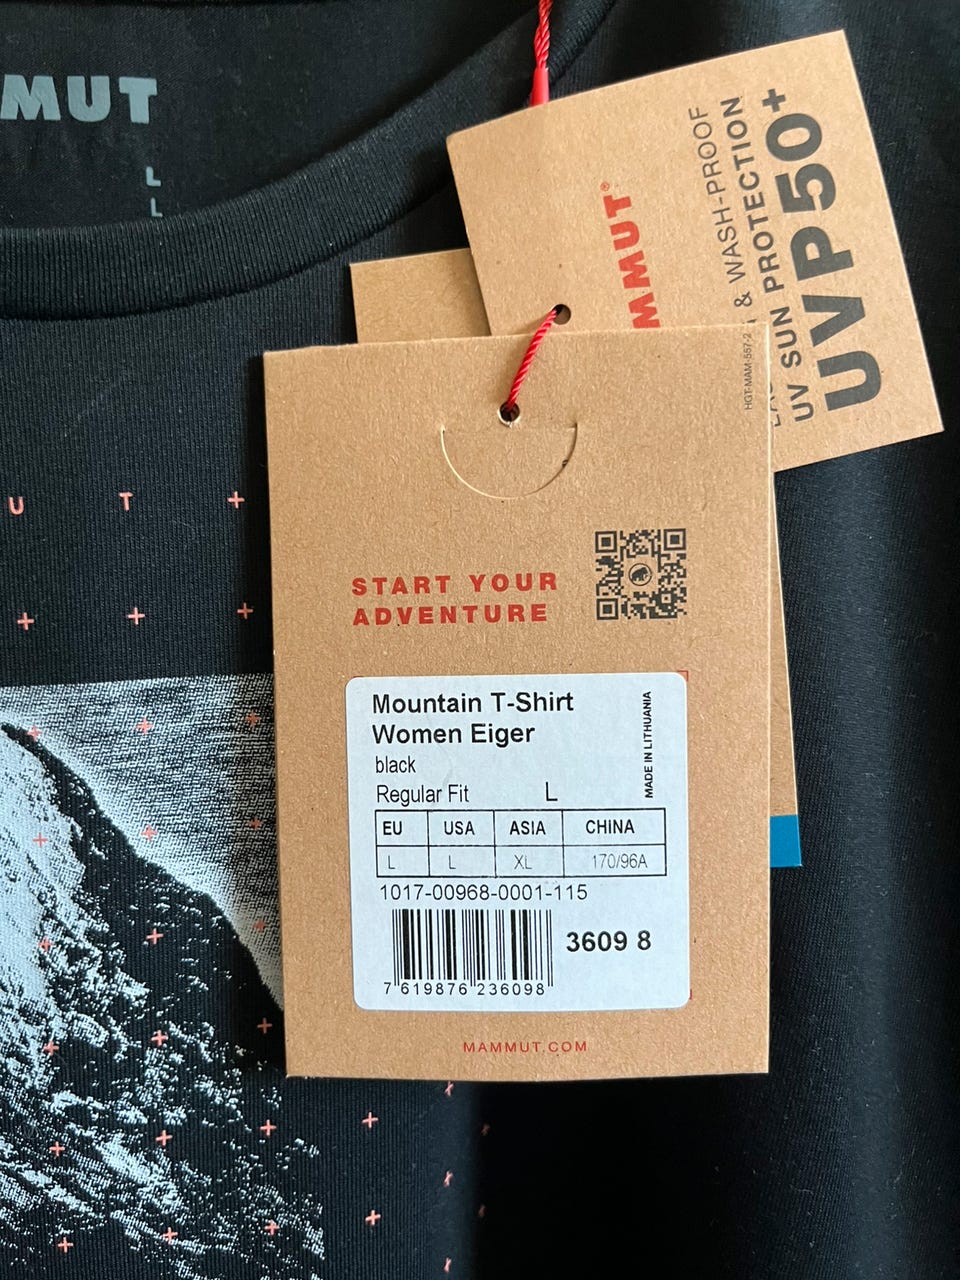 MMUT
L
L
U T
MAMMUT®
& WASH-PROOF
UV SUN PROTECTION
UVP50+
HGT-MAM-557-2
START YOUR
ADVENTURE
Mountain T-Shirt
Women Eiger
black
Regular Fit L
MADE IN LITHUANIA
EU USA ASIA CHINA
L L XL 170/96A
1017-00968-0001-115
3609 8
7 619876 236098
MAMMUT.COM